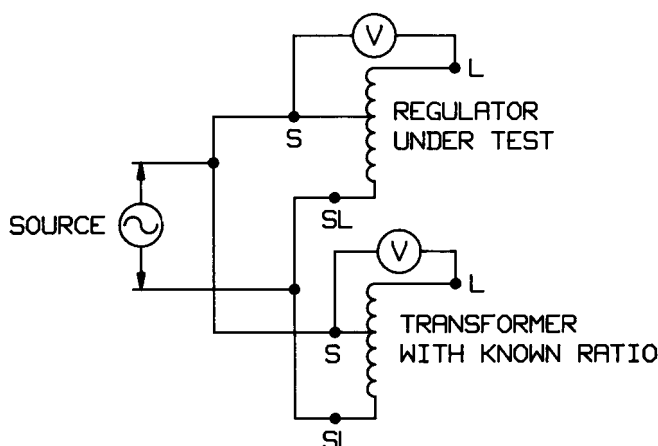 V
L
REGULATOR
UNDER TEST
S
SL
SOURCE
V
L
TRANSFORMER
WITH KNOWN RATIO
S
SL